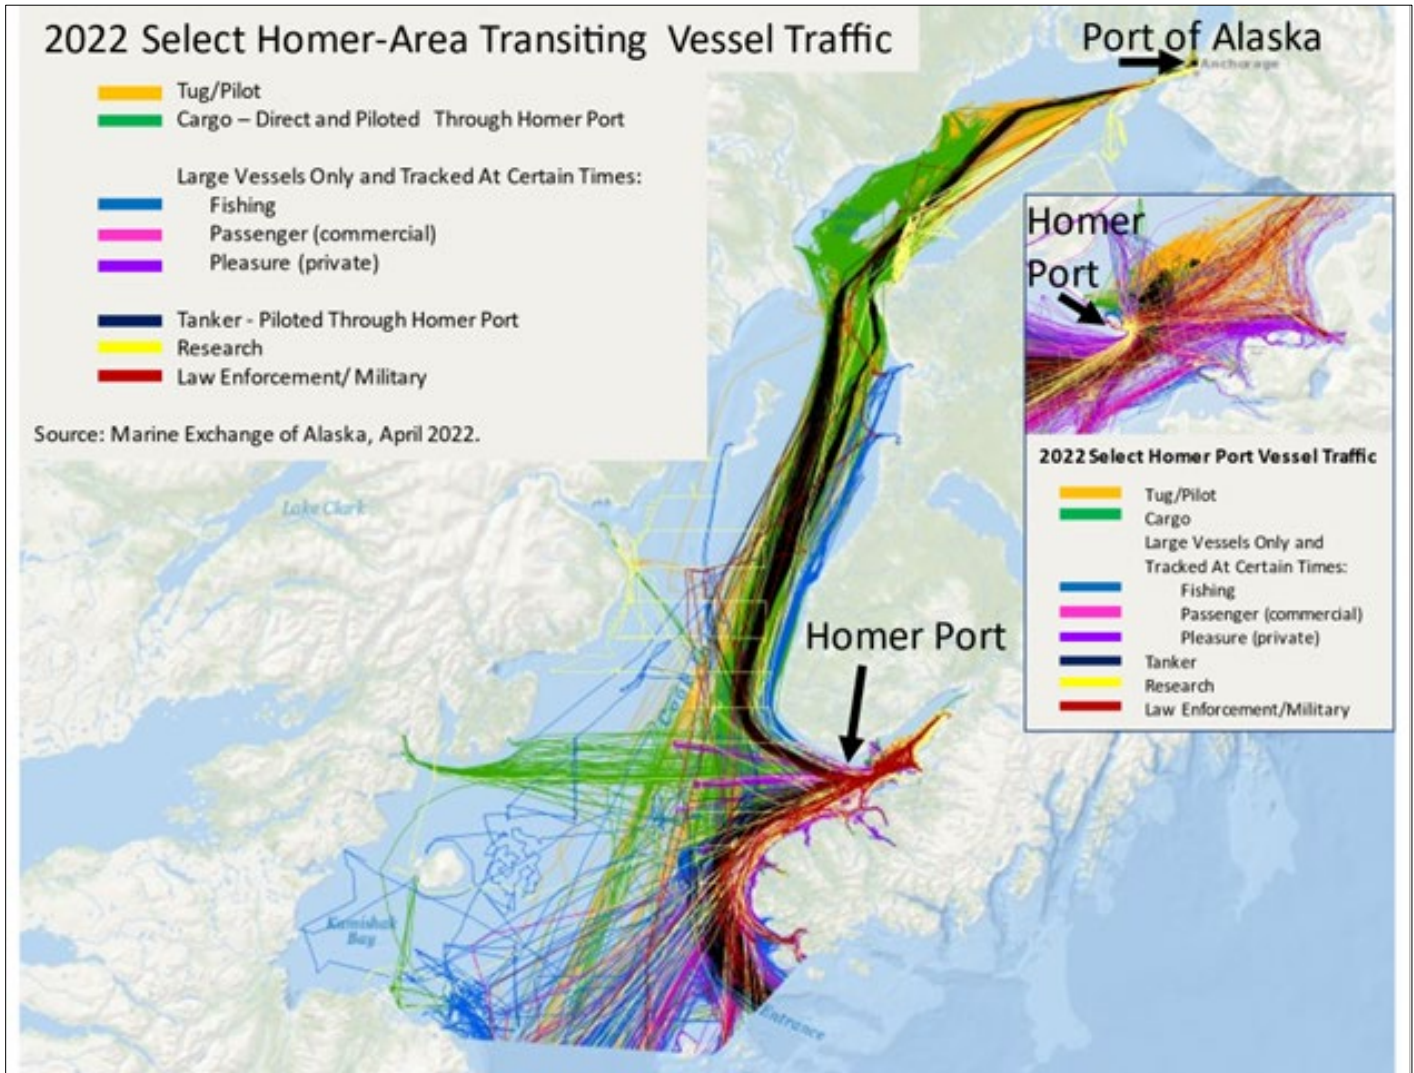 2022 Select Homer-Area Transiting Vessel Traffic
Tug/Pilot
Cargo – Direct and Piloted Through Homer Port
Large Vessels Only and Tracked At Certain Times:
Fishing
Passenger (commercial)
Pleasure (private)
Tanker - Piloted Through Homer Port
Research
Law Enforcement/ Military
Source: Marine Exchange of Alaska, April 2022.
Port of Alaska
Anchorage
Homer
Port
2022 Select Homer Port Vessel Traffic
Tug/Pilot
Cargo
Large Vessels Only and
Tracked At Certain Times:
Fishing
Passenger (commercial)
Pleasure (private)
Tanker
Research
Law Enforcement/Military
Lake Clark
Homer Port
Cook
Kamishak
Bay
Entrance